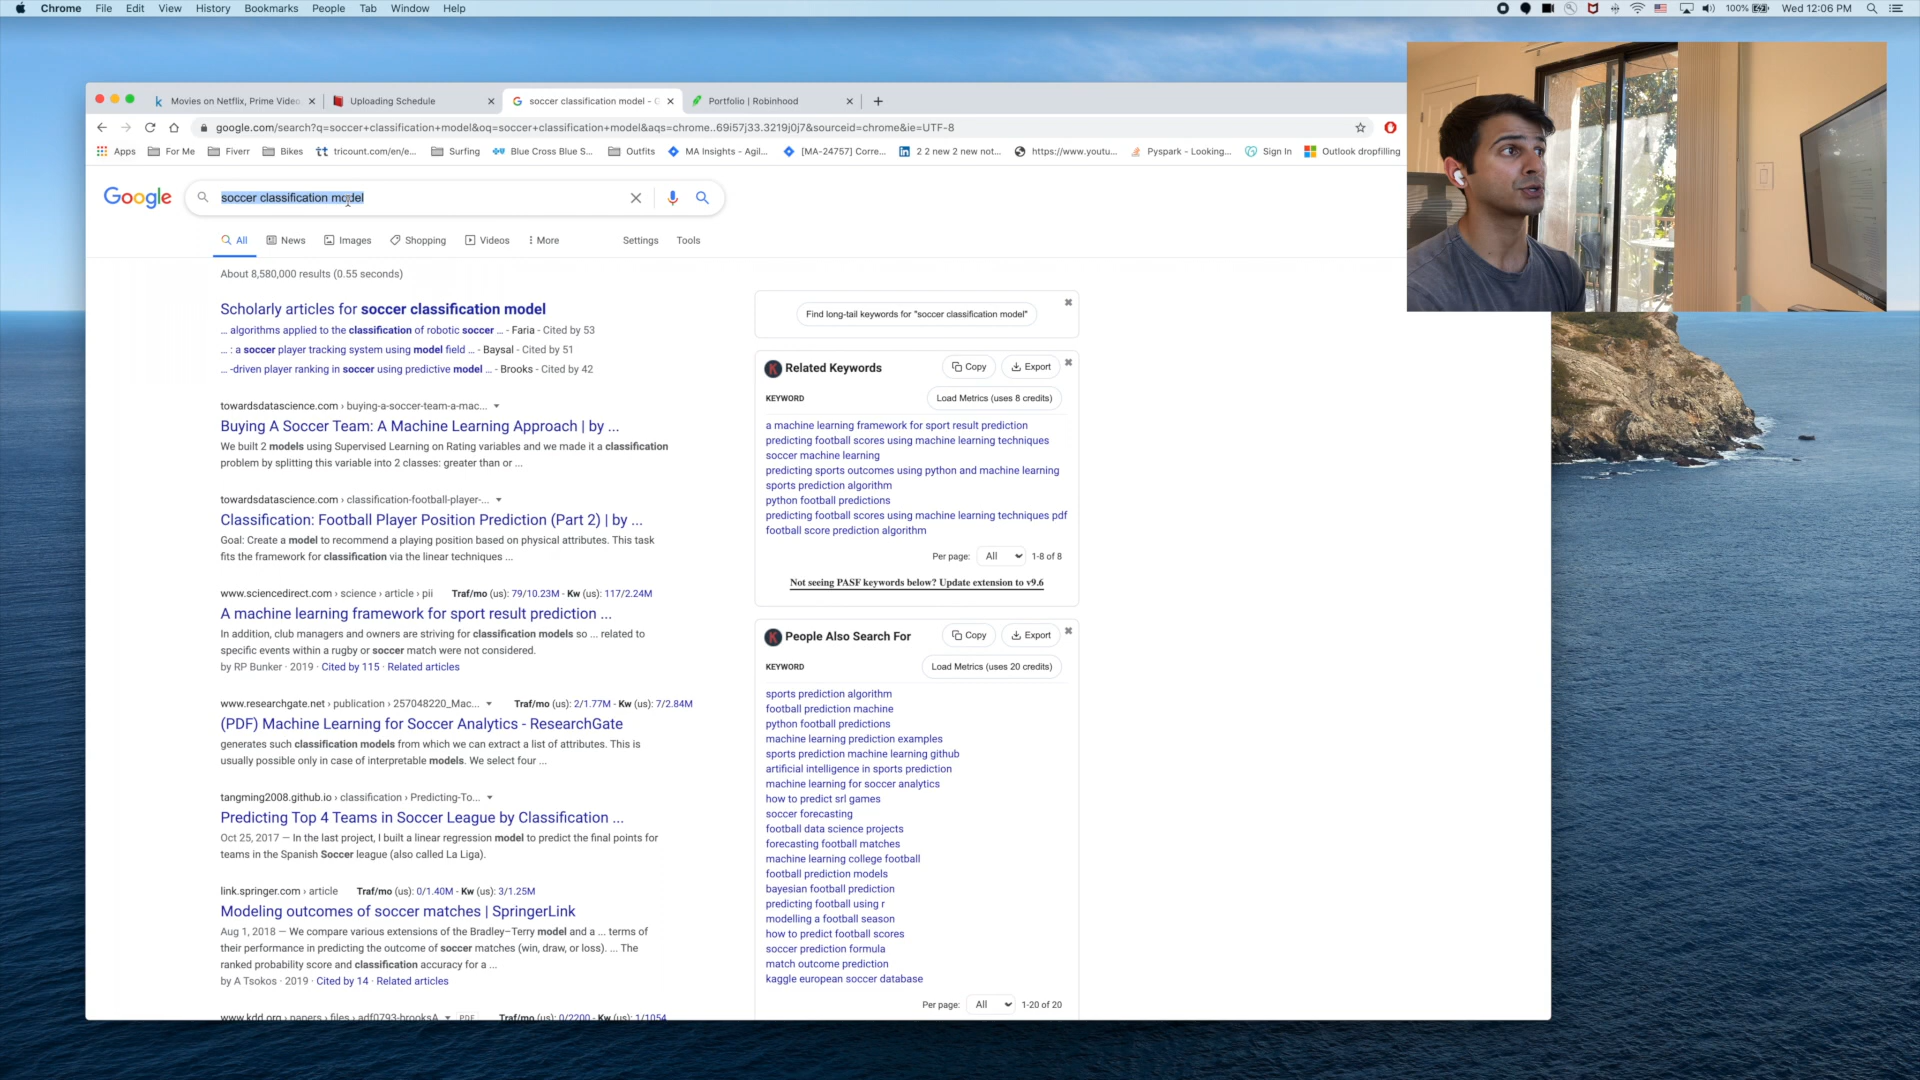 Chrome File Edit View History Bookmarks People Tab Window Help
100% Wed 12:06 PM
Movies on Netflix, Prime Video
Uploading Schedule
soccer classification model - G
Portfolio | Robinhood
google.com/search?q=soccer+classification+model&oq=soccer+classification+model&aqs=chrome..69i57j33.3219j0j7&sourceid=chrome&ie=UTF-8
Apps For Me Fiverr Bikes tricount.com/en/e... Surfing Blue Cross Blue S... Outfits MA Insights - Agil... [MA-24757] Corre... 2 2 new 2 new not... https://www.youtu... Pyspark - Looking... Sign In Outlook dropfilling
Google
soccer classification model
All News Images Shopping Videos More Settings Tools
About 8,580,000 results (0.55 seconds)
Scholarly articles for soccer classification model
... algorithms applied to the classification of robotic soccer ... - Faria - Cited by 53
... : a soccer player tracking system using model field ... - Baysal - Cited by 51
... -driven player ranking in soccer using predictive model ... - Brooks - Cited by 42
towardsdatascience.com › buying-a-soccer-team-a-mac...
Buying A Soccer Team: A Machine Learning Approach | by ...
We built 2 models using Supervised Learning on Rating variables and we made it a classification
problem by splitting this variable into 2 classes: greater than or ...
towardsdatascience.com › classification-football-player-...
Classification: Football Player Position Prediction (Part 2) | by ...
Goal: Create a model to recommend a playing position based on physical attributes. This task
fits the framework for classification via the linear techniques ...
www.sciencedirect.com › science › article › pii Traf/mo (us): 79/10.23M - Kw (us): 117/2.24M
A machine learning framework for sport result prediction ...
In addition, club managers and owners are striving for classification models so ... related to
specific events within a rugby or soccer match were not considered.
by RP Bunker · 2019 · Cited by 115 · Related articles
www.researchgate.net › publication › 257048220_Mac... Traf/mo (us): 2/1.77M - Kw (us): 7/2.84M
(PDF) Machine Learning for Soccer Analytics - ResearchGate
generates such classification models from which we can extract a list of attributes. This is
usually possible only in case of interpretable models. We select four ...
tangming2008.github.io › classification › Predicting-To...
Predicting Top 4 Teams in Soccer League by Classification ...
Oct 25, 2017 — In the last project, I built a linear regression model to predict the final points for
teams in the Spanish Soccer league (also called La Liga).
link.springer.com › article Traf/mo (us): 0/1.40M - Kw (us): 3/1.25M
Modeling outcomes of soccer matches | SpringerLink
Aug 1, 2018 — We compare various extensions of the Bradley–Terry model and a ... terms of
their performance in predicting the outcome of soccer matches (win, draw, or loss). ... The
ranked probability score and classification accuracy for a ...
by A Tsokos · 2019 · Cited by 14 · Related articles
www.kdd.org › papers › files › adf0793-brooksA PDF Traf/mo (us): 0/2200 - Kw (us): 1/1054
Find long-tail keywords for "soccer classification model"
Related Keywords Copy Export
KEYWORD Load Metrics (uses 8 credits)
a machine learning framework for sport result prediction
predicting football scores using machine learning techniques
soccer machine learning
predicting sports outcomes using python and machine learning
sports prediction algorithm
python football predictions
predicting football scores using machine learning techniques pdf
football score prediction algorithm
Per page: All 1-8 of 8
Not seeing PASF keywords below? Update extension to v9.6
People Also Search For Copy Export
KEYWORD Load Metrics (uses 20 credits)
sports prediction algorithm
football prediction machine
python football predictions
machine learning prediction examples
sports prediction machine learning github
artificial intelligence in sports prediction
machine learning for soccer analytics
how to predict srl games
soccer forecasting
football data science projects
forecasting football matches
machine learning college football
football prediction models
bayesian football prediction
predicting football using r
modelling a football season
how to predict football scores
soccer prediction formula
match outcome prediction
kaggle european soccer database
Per page: All 1-20 of 20